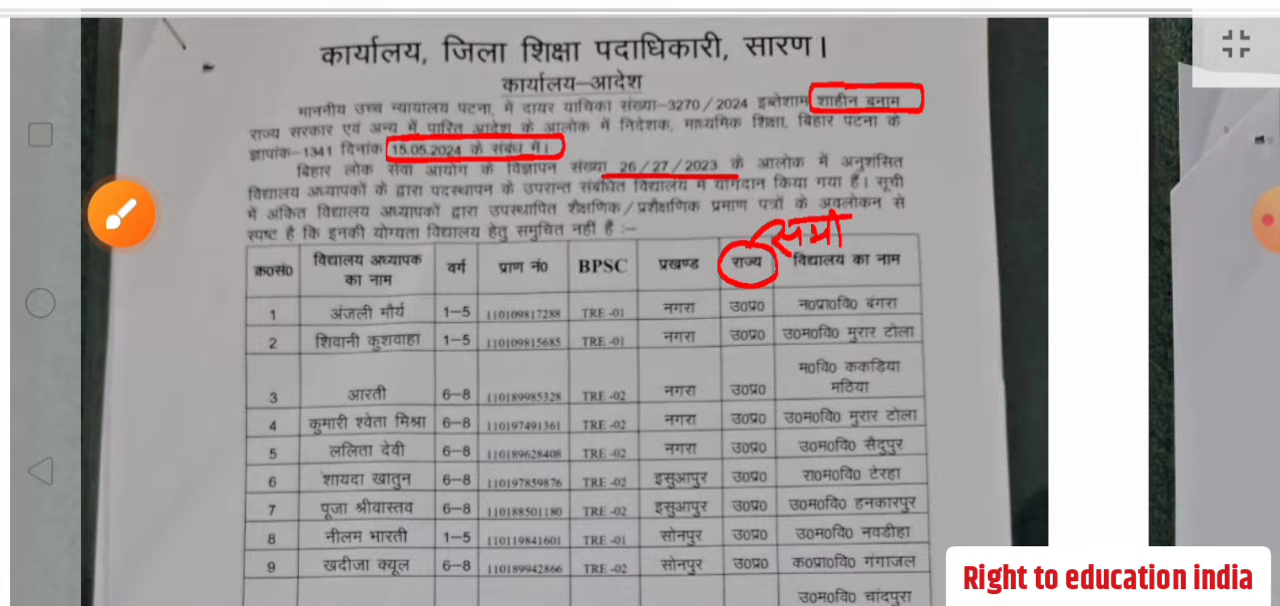 कार्यालय, जिला शिक्षा पदाधिकारी, सारण।
कार्यालय–आदेश
माननीय उच्च न्यायालय पटना, में दायर याचिका संख्या–3270/2024 इब्तेशाम शाहीन बनाम
राज्य सरकार एवं अन्य में पारित आदेश के आलोक में निदेशक, माध्यमिक शिक्षा, बिहार पटना के
ज्ञापांक–1341 दिनांक 15.05.2024 के संबंध में।
बिहार लोक सेवा आयोग के विज्ञापन संख्या 26/27/2023 के आलोक में अनुशंसित
विद्यालय अध्यापकों के द्वारा पदस्थापन के उपरान्त संबंधित विद्यालय में योगदान किया गया है। सूची
में अंकित विद्यालय अध्यापकों द्वारा उपस्थापित शैक्षणिक/प्रशैक्षणिक प्रमाण पत्रों के अवलोकन से
स्पष्ट है कि इनकी योग्यता विद्यालय हेतु समुचित नहीं हैं :–
क्र०सं० विद्यालय अध्यापक का नाम वर्ग प्राण नं० BPSC प्रखण्ड राज्य विद्यालय का नाम
1 अंजली मौर्य 1–5 110109817288 TRE -01 नगरा उ०प्र० न०प्रा०वि० बंगरा
2 शिवानी कुशवाहा 1–5 110109815685 TRE -01 नगरा उ०प्र० उ०म०वि० मुरार टोला
3 आरती 6–8 110189985328 TRE -02 नगरा उ०प्र० म०वि० ककडिया मठिया
4 कुमारी श्वेता मिश्रा 6–8 110197491361 TRE -02 नगरा उ०प्र० उ०म०वि० मुरार टोला
5 ललिता देवी 6–8 110189628408 TRE -02 नगरा उ०प्र० उ०म०वि० सैदुपुर
6 शायदा खातुन 6–8 110197859876 TRE -02 इसुआपुर उ०प्र० रा०म०वि० टेरहा
7 पूजा श्रीवास्तव 6–8 110188501180 TRE -02 इसुआपुर उ०प्र० उ०म०वि० हनकारपुर
8 नीलम भारती 1–5 110119841601 TRE -01 सोनपुर उ०प्र० उ०म०वि० नवडीहा
9 खदीजा क्यूल 6–8 110189942866 TRE -02 सोनपुर उ०प्र० क०प्रा०वि० गंगाजल
उ०म०वि० चांदपुरा
Right to education india